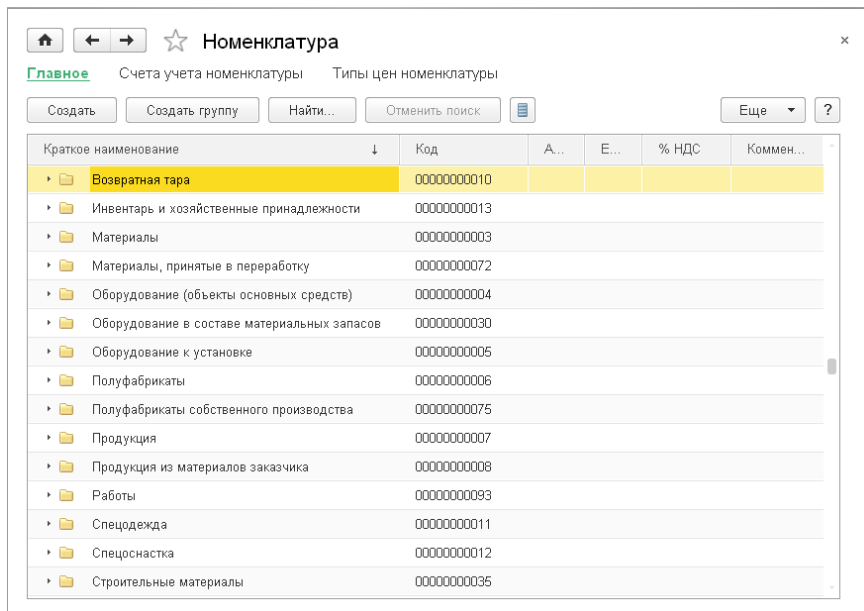 Номенклатура
Главное Счета учета номенклатуры Типы цен номенклатуры
Создать Создать группу Найти... Отменить поиск Еще ?
Краткое наименование ↓ Код А... Е... % НДС Коммен...
Возвратная тара 00000000010
Инвентарь и хозяйственные принадлежности 00000000013
Материалы 00000000003
Материалы, принятые в переработку 00000000072
Оборудование (объекты основных средств) 00000000004
Оборудование в составе материальных запасов 00000000030
Оборудование к установке 00000000005
Полуфабрикаты 00000000006
Полуфабрикаты собственного производства 00000000075
Продукция 00000000007
Продукция из материалов заказчика 00000000008
Работы 00000000093
Спецодежда 00000000011
Спецоснастка 00000000012
Строительные материалы 00000000035